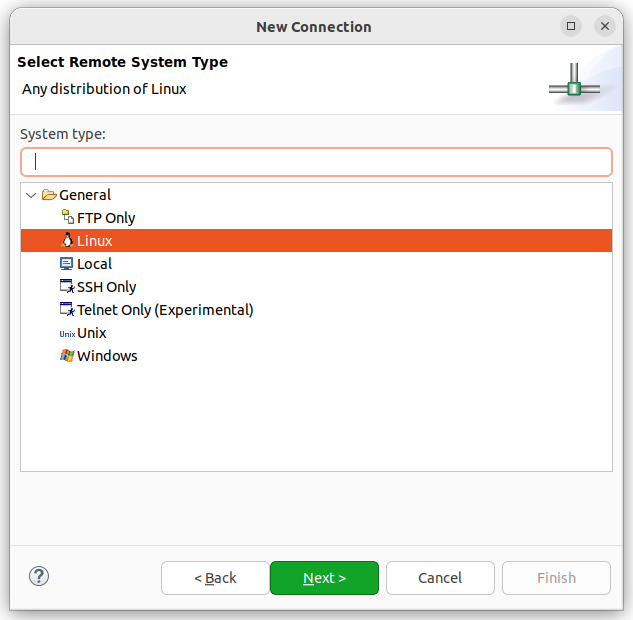 New Connection
Select Remote System Type
Any distribution of Linux
System type:
General
FTP Only
Linux
Local
SSH Only
Telnet Only (Experimental)
Unix Unix
Windows
? < Back Next > Cancel Finish